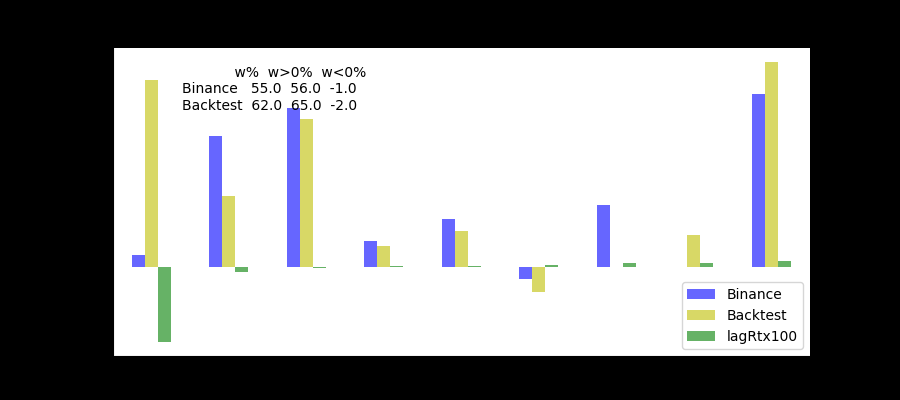 w% w>0% w<0%
Binance 55.0 56.0 -1.0
Backtest 62.0 65.0 -2.0
Binance
Backtest
lagRtx100